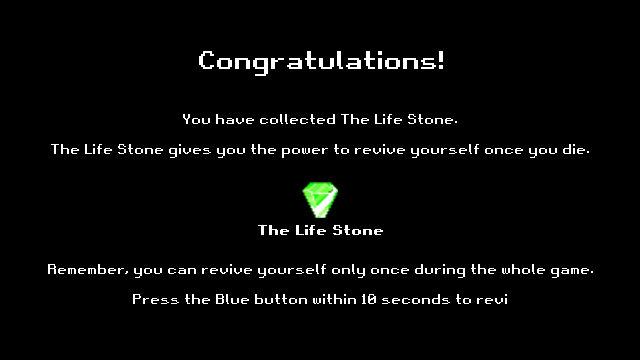 Congratulations!
You have collected The Life Stone.
The Life Stone gives you the power to revive yourself once you die.
The Life Stone
Remember, you can revive yourself only once during the whole game.
Press the Blue button within 10 seconds to revi